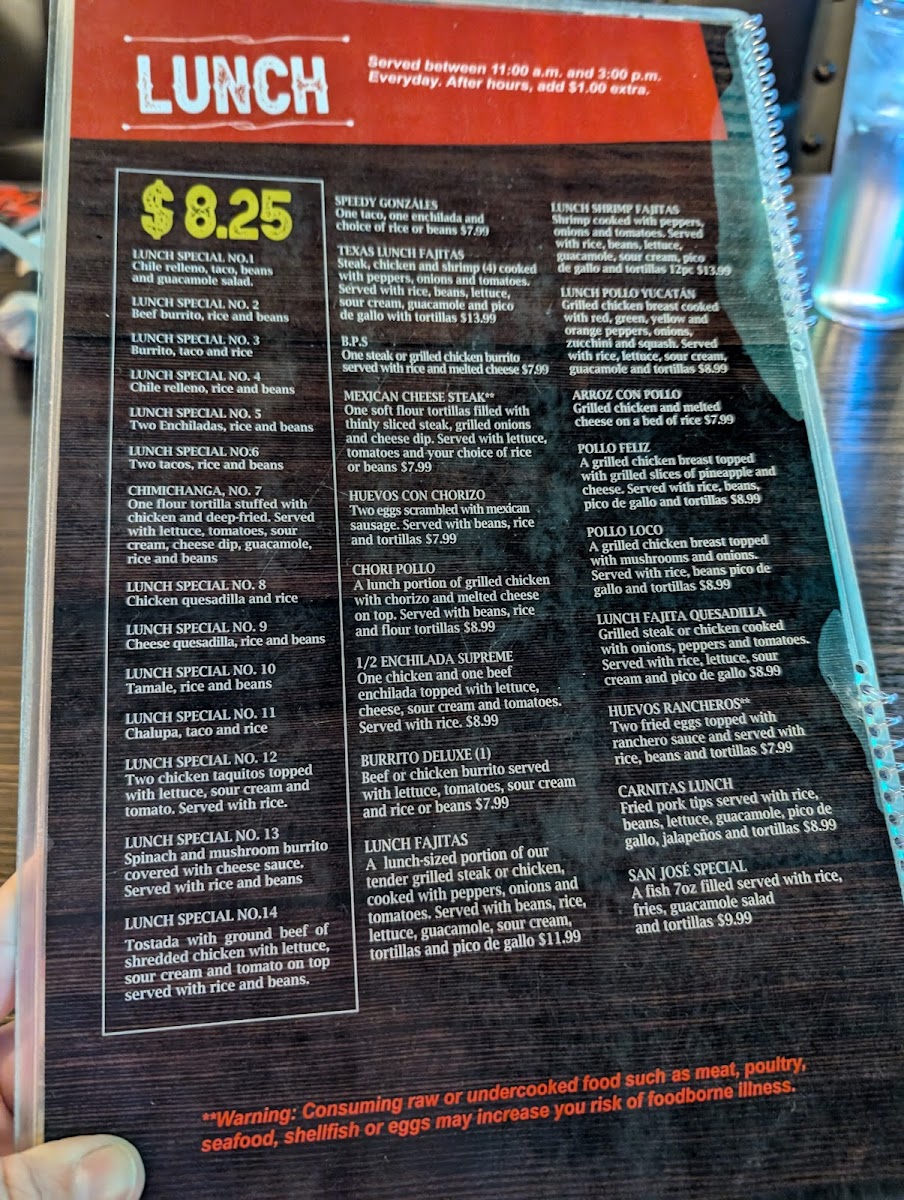 LUNCH
Served between 11:00 a.m. and 3:00 p.m.
Everyday. After hours, add $1.00 extra.
$8.25
LUNCH SPECIAL NO.1
Chile relleno, taco, beans
and guacamole salad.
LUNCH SPECIAL NO. 2
Beef burrito, rice and beans
LUNCH SPECIAL NO. 3
Burrito, taco and rice
LUNCH SPECIAL NO. 4
Chile relleno, rice and beans
LUNCH SPECIAL NO. 5
Two Enchiladas, rice and beans
LUNCH SPECIAL NO.6
Two tacos, rice and beans
CHIMICHANGA, NO. 7
One flour tortilla stuffed with
chicken and deep-fried. Served
with lettuce, tomatoes, sour
cream, cheese dip, guacamole,
rice and beans
LUNCH SPECIAL NO. 8
Chicken quesadilla and rice
LUNCH SPECIAL NO. 9
Cheese quesadilla, rice and beans
LUNCH SPECIAL NO. 10
Tamale, rice and beans
LUNCH SPECIAL NO. 11
Chalupa, taco and rice
LUNCH SPECIAL NO. 12
Two chicken taquitos topped
with lettuce, sour cream and
tomato. Served with rice.
LUNCH SPECIAL NO. 13
Spinach and mushroom burrito
covered with cheese sauce.
Served with rice and beans
LUNCH SPECIAL NO.14
Tostada with ground beef of
shredded chicken with lettuce,
sour cream and tomato on top
served with rice and beans.
SPEEDY GONZÁLES
One taco, one enchilada and
choice of rice or beans $7.99
TEXAS LUNCH FAJITAS
Steak, chicken and shrimp (4) cooked
with peppers, onions and tomatoes.
Served with rice, beans, lettuce,
sour cream, guacamole and pico
de gallo with tortillas $13.99
B.P.S
One steak or grilled chicken burrito
served with rice and melted cheese $7.99
MEXICAN CHEESE STEAK**
One soft flour tortillas filled with
thinly sliced steak, grilled onions
and cheese dip. Served with lettuce,
tomatoes and your choice of rice
or beans $7.99
HUEVOS CON CHORIZO
Two eggs scrambled with mexican
sausage. Served with beans, rice
and tortillas $7.99
CHORI POLLO
A lunch portion of grilled chicken
with chorizo and melted cheese
on top. Served with beans, rice
and flour tortillas $8.99
1/2 ENCHILADA SUPREME
One chicken and one beef
enchilada topped with lettuce,
cheese, sour cream and tomatoes.
Served with rice. $8.99
BURRITO DELUXE (1)
Beef or chicken burrito served
with lettuce, tomatoes, sour cream
and rice or beans $7.99
LUNCH FAJITAS
A lunch-sized portion of our
tender grilled steak or chicken,
cooked with peppers, onions and
tomatoes. Served with beans, rice,
lettuce, guacamole, sour cream,
tortillas and pico de gallo $11.99
LUNCH SHRIMP FAJITAS
Shrimp cooked with peppers,
onions and tomatoes. Served
with rice, beans, lettuce,
guacamole, sour cream, pico
de gallo and tortillas 12pc $13.99
LUNCH POLLO YUCATÁN
Grilled chicken breast cooked
with red, green, yellow and
orange peppers, onions,
zucchini and squash. Served
with rice, lettuce, sour cream,
guacamole and tortillas $8.99
ARROZ CON POLLO
Grilled chicken and melted
cheese on a bed of rice $7.99
POLLO FELIZ
A grilled chicken breast topped
with grilled slices of pineapple and
cheese. Served with rice, beans,
pico de gallo and tortillas $8.99
POLLO LOCO
A grilled chicken breast topped
with mushrooms and onions.
Served with rice, beans pico de
gallo and tortillas $8.99
LUNCH FAJITA QUESADILLA
Grilled steak or chicken cooked
with onions, peppers and tomatoes.
Served with rice, lettuce, sour
cream and pico de gallo $8.99
HUEVOS RANCHEROS**
Two fried eggs topped with
ranchero sauce and served with
rice, beans and tortillas $7.99
CARNITAS LUNCH
Fried pork tips served with rice,
beans, lettuce, guacamole, pico de
gallo, jalapeños and tortillas $8.99
SAN JOSÉ SPECIAL
A fish 7oz filled served with rice,
fries, guacamole salad
and tortillas $9.99
**Warning: Consuming raw or undercooked food such as meat, poultry,
seafood, shellfish or eggs may increase you risk of foodborne illness.